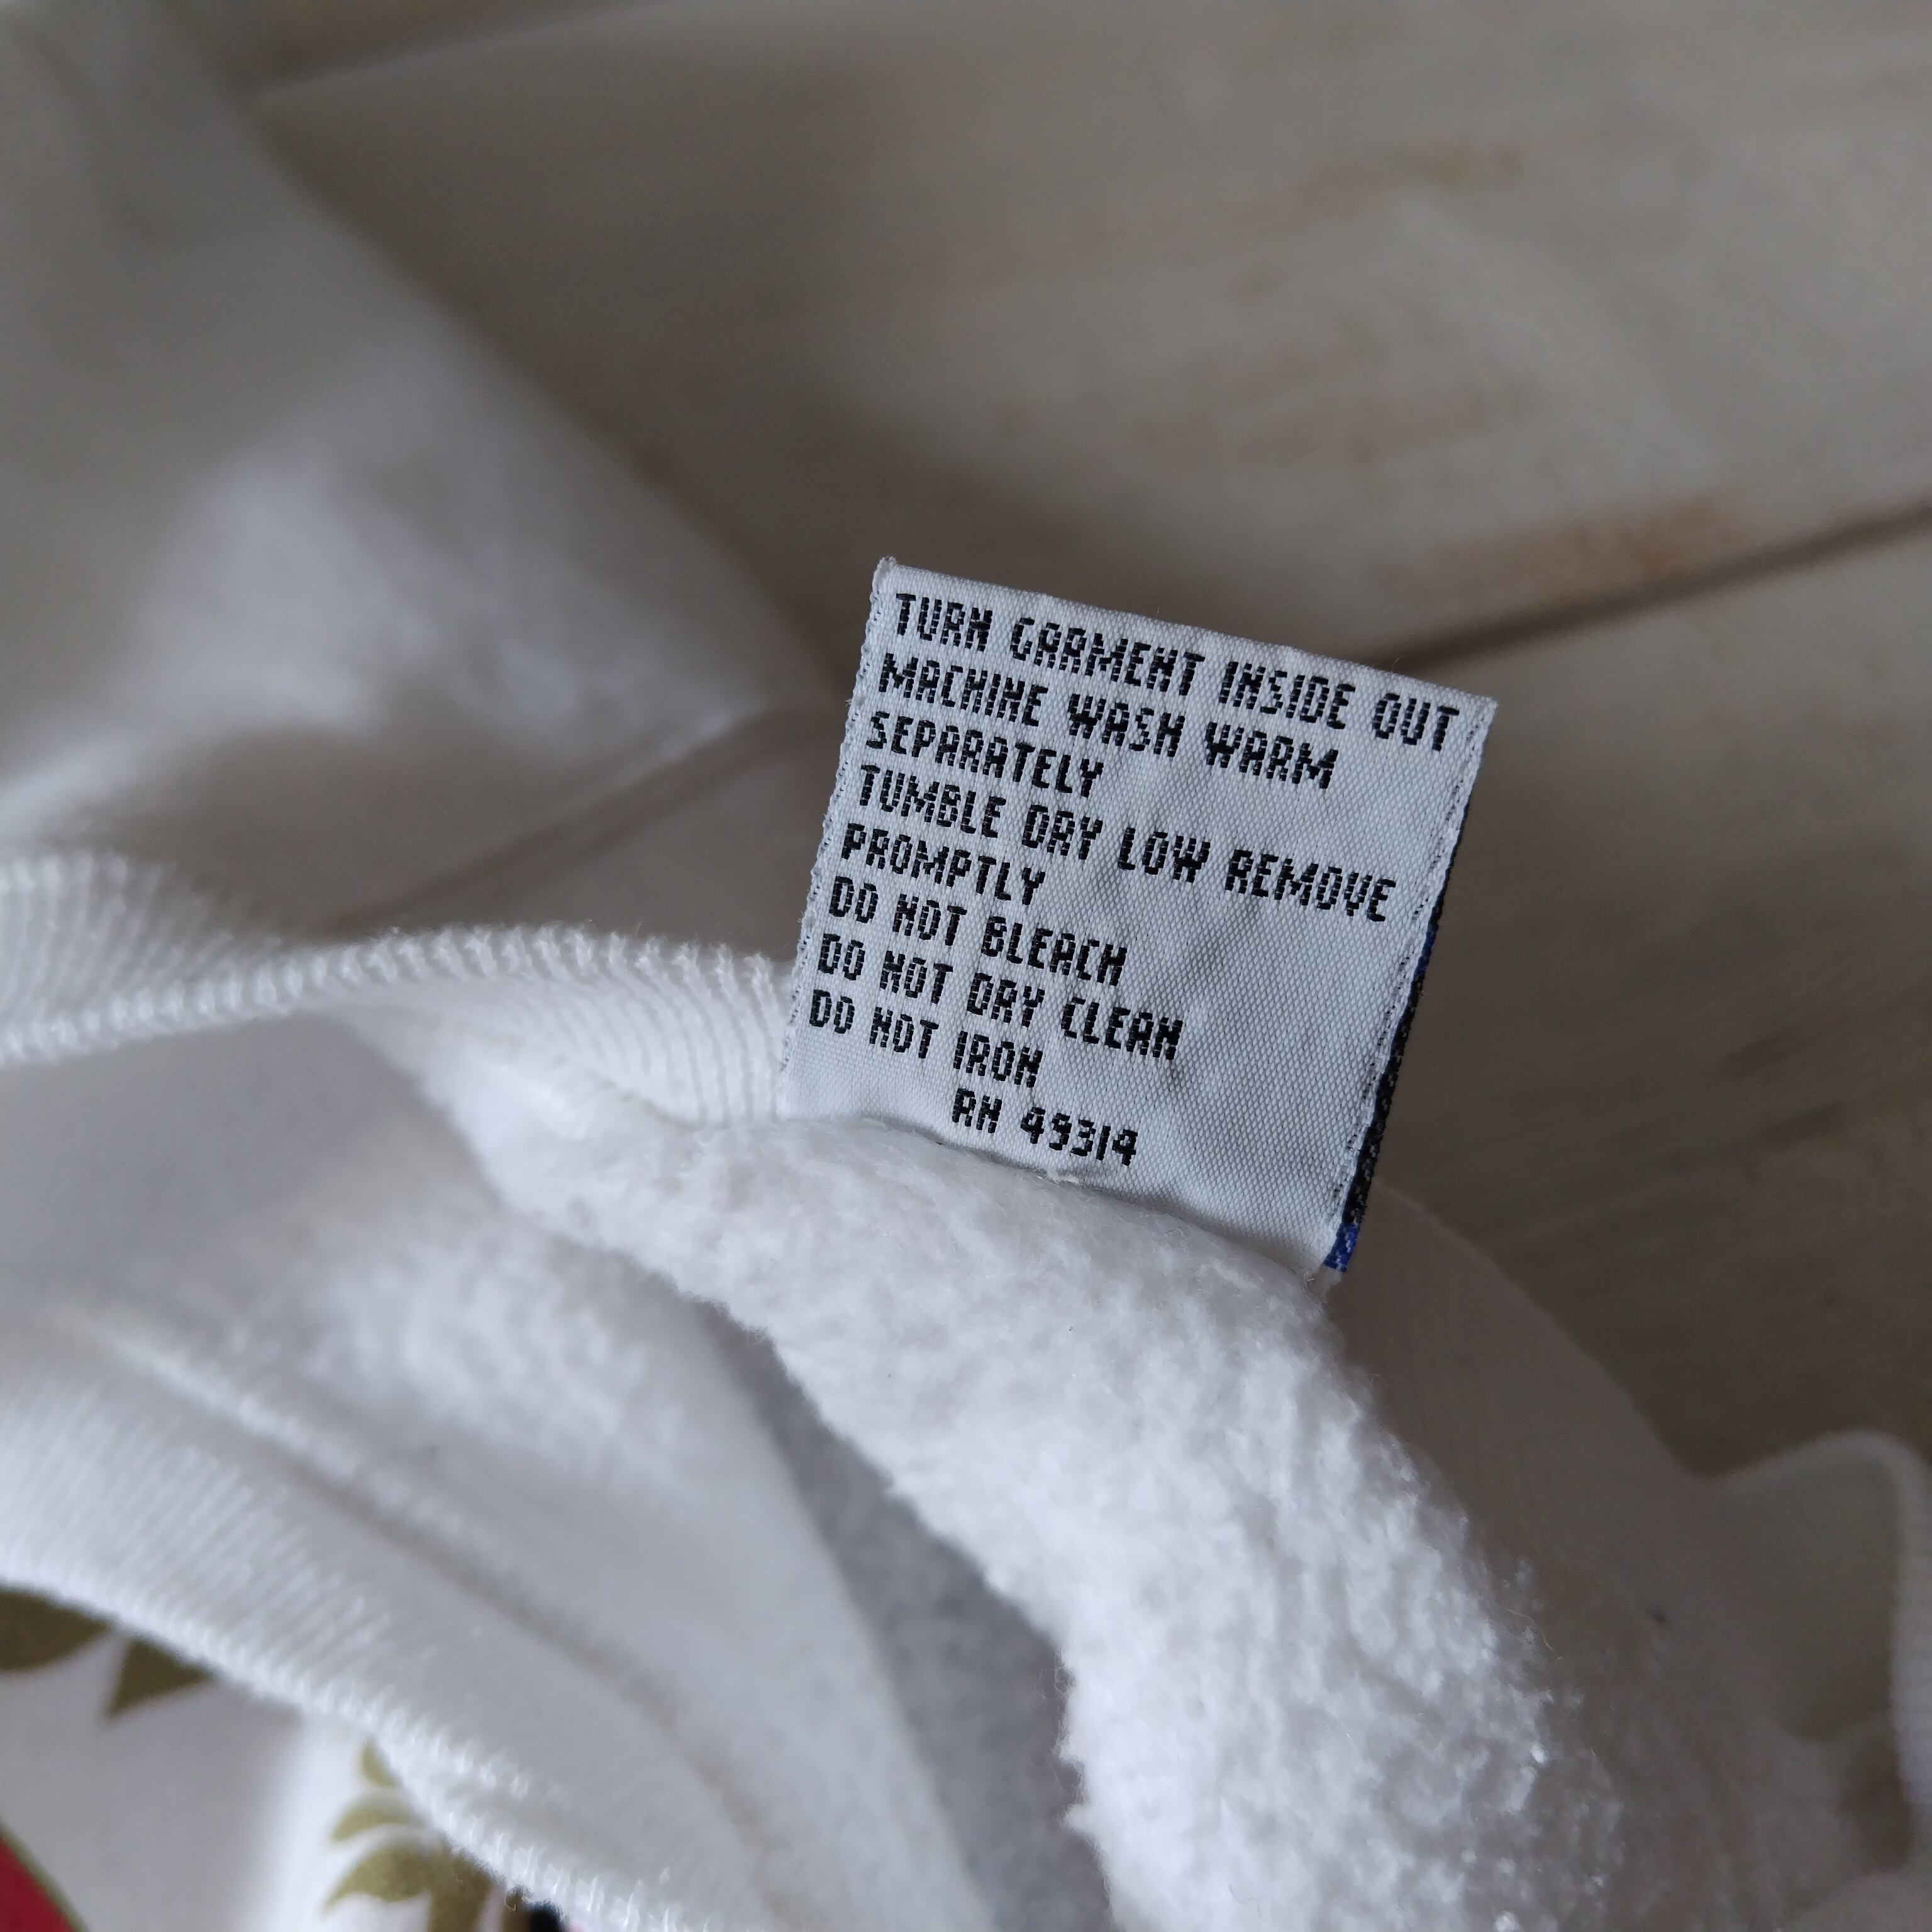 TURN GARMENT INSIDE OUT
MACHINE WASH WARM
SEPARATELY
TUMBLE DRY LOW REMOVE
PROMPTLY
DO NOT BLEACH
DO NOT DRY CLEAN
DO NOT IRON
RN 49314